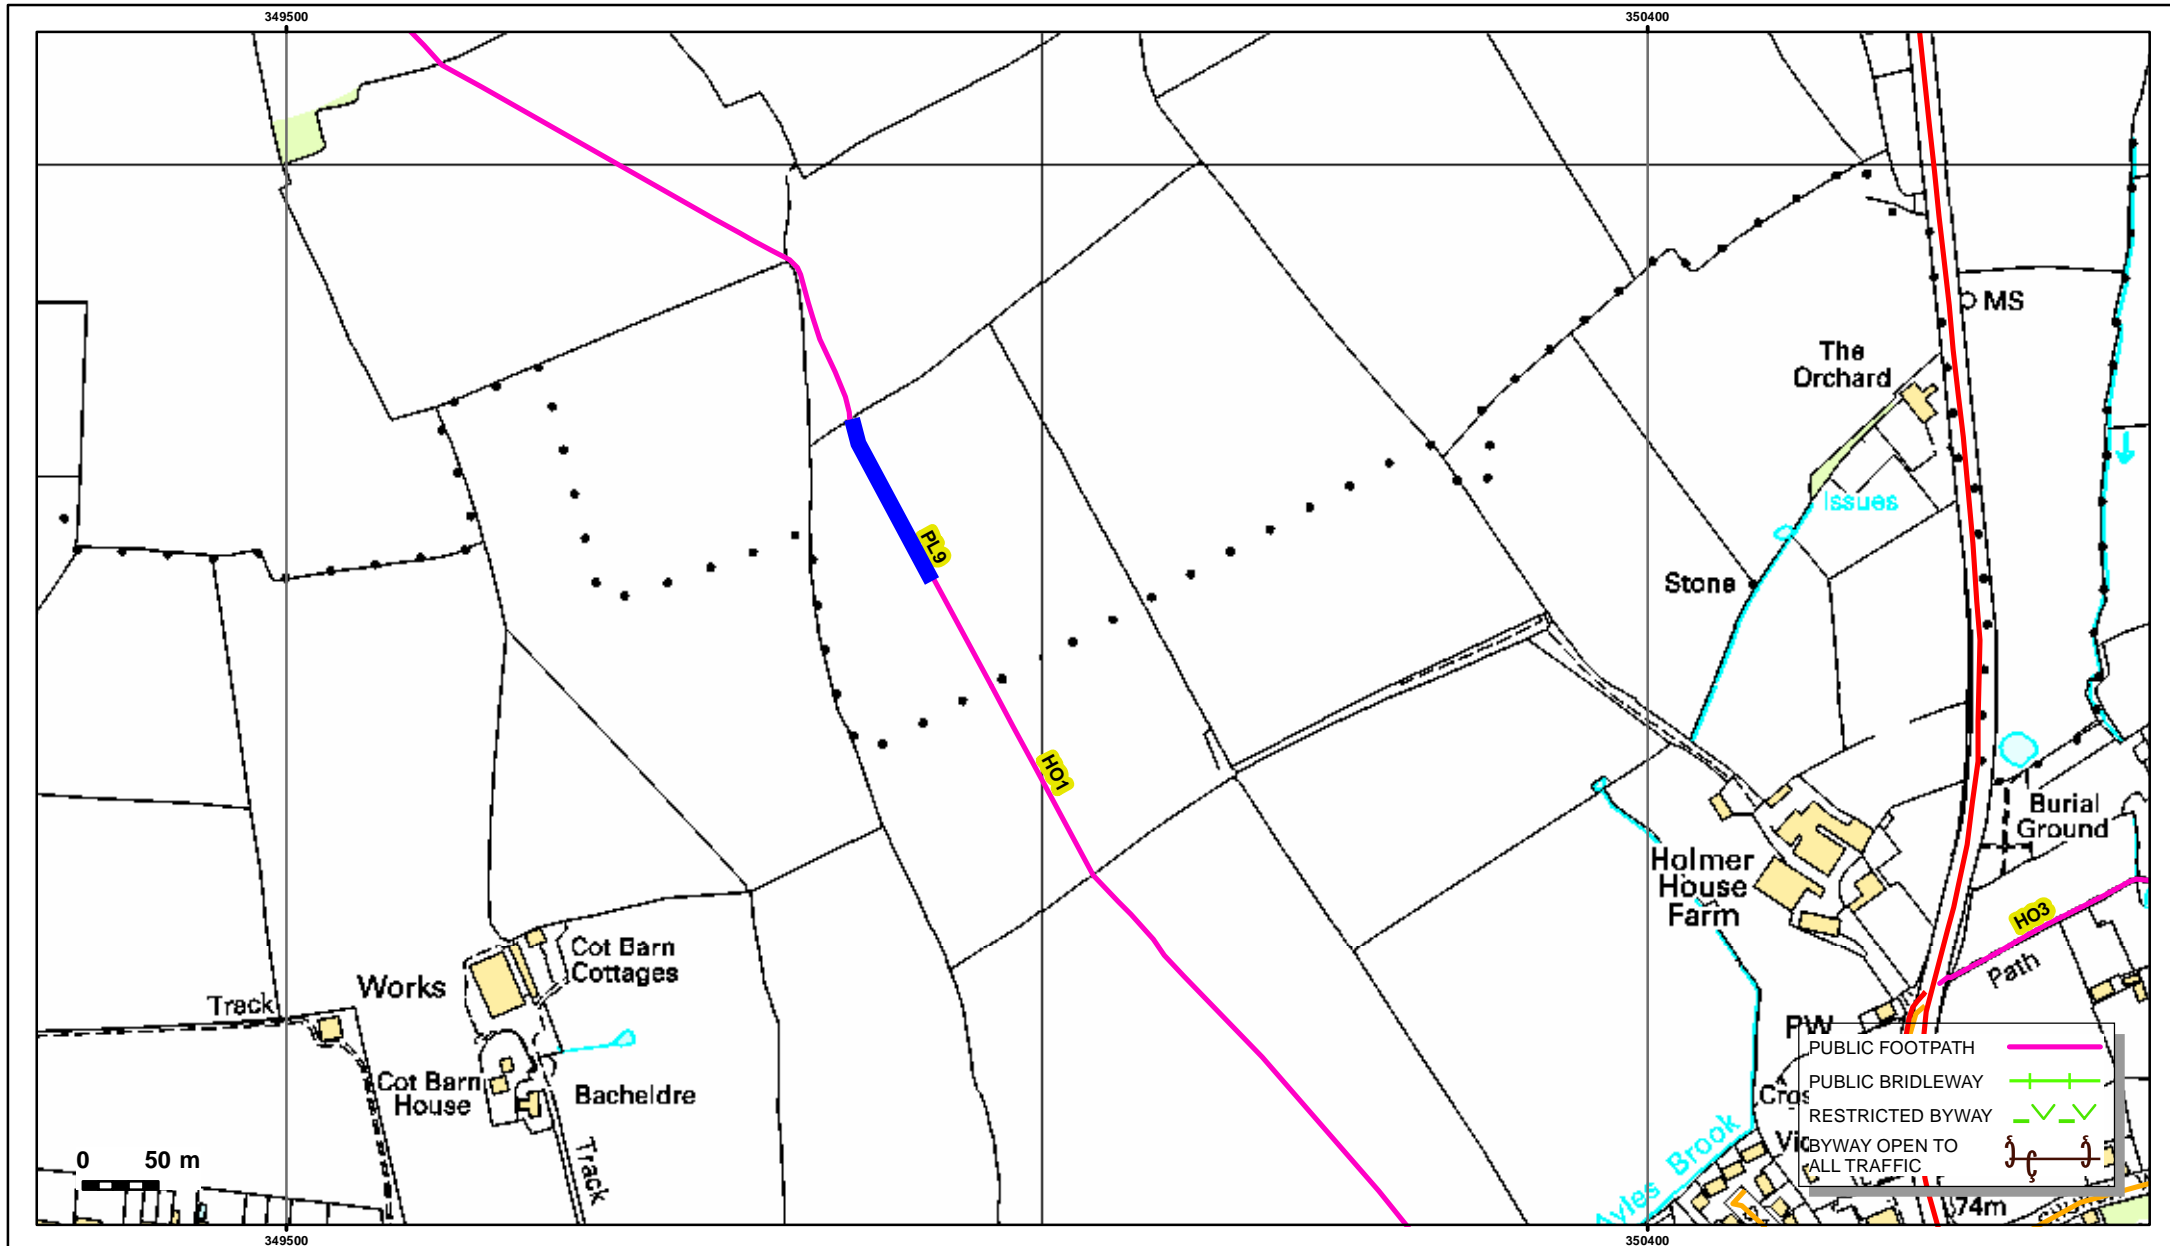 349500
350400
MS
The
Orchard
Issues
PL9
Stone
HO1
Burial
Ground
Holmer
House
Farm
HO3
Path
Cot Barn
Cottages
Works
Track
PW
PUBLIC FOOTPATH
Cot Barn
House
Bacheldre
PUBLIC BRIDLEWAY
RESTRICTED BYWAY
BYWAY OPEN TO
ALL TRAFFIC
Track
Ayles Brook
0 50 m
74m
349500
350400